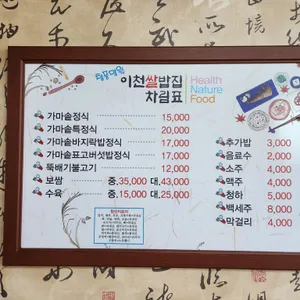 이천쌀밥집
차림표
Health
Nature
Food
가마솥정식 15,000
가마솥특정식 20,000
가마솥바지락밥정식 17,000
가마솥표고버섯밥정식 17,000
뚝배기불고기 12,000
보쌈 중,35,000 대,43,000
수육 중,15,000 대,25,000
추가밥 3,000
음료수 2,000
소주 4,000
맥주 4,000
청하 5,000
백세주 8,000
막걸리 4,000